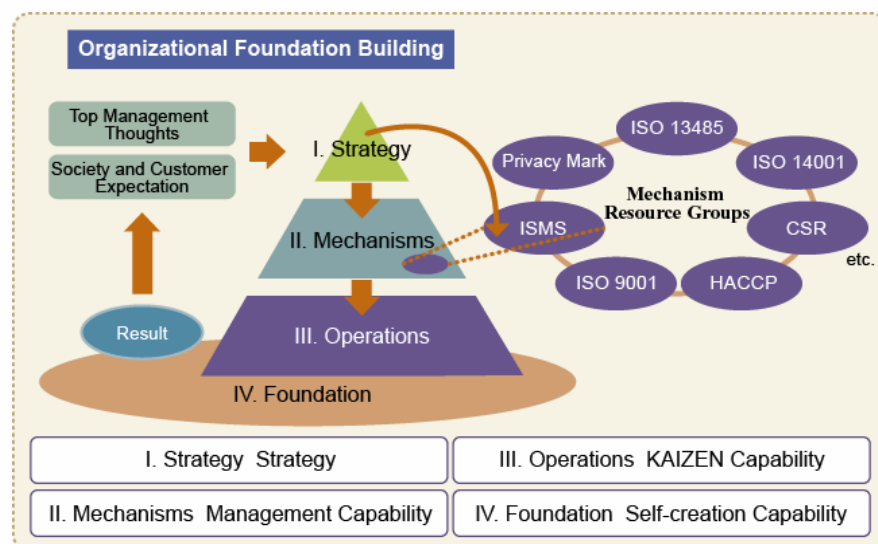 Organizational Foundation Building
Top Management
Thoughts
Society and Customer
Expectation
Result
I. Strategy
II. Mechanisms
III. Operations
IV. Foundation
ISO 13485
Privacy Mark
ISO 14001
Mechanism
Resource Groups
ISMS
CSR
etc.
ISO 9001
HACCP
I. Strategy  Strategy
III. Operations  KAIZEN Capability
II. Mechanisms  Management Capability
IV. Foundation  Self-creation Capability